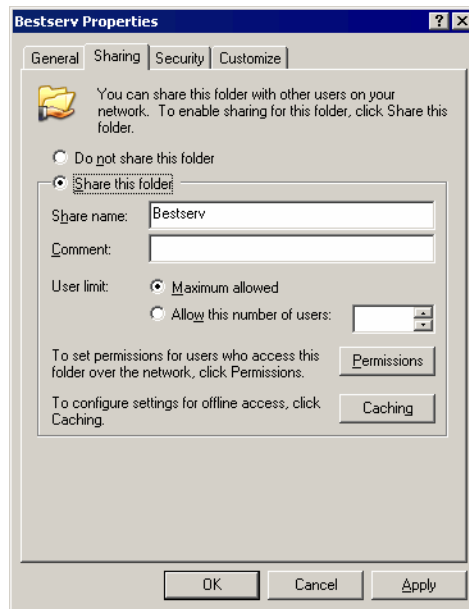 Bestserv Properties
General Sharing Security Customize
You can share this folder with other users on your
network. To enable sharing for this folder, click Share this
folder.
Do not share this folder
Share this folder
Share name: Bestserv
Comment:
User limit: Maximum allowed
Allow this number of users:
To set permissions for users who access this
folder over the network, click Permissions.
Permissions
To configure settings for offline access, click
Caching.
Caching
OK Cancel Apply